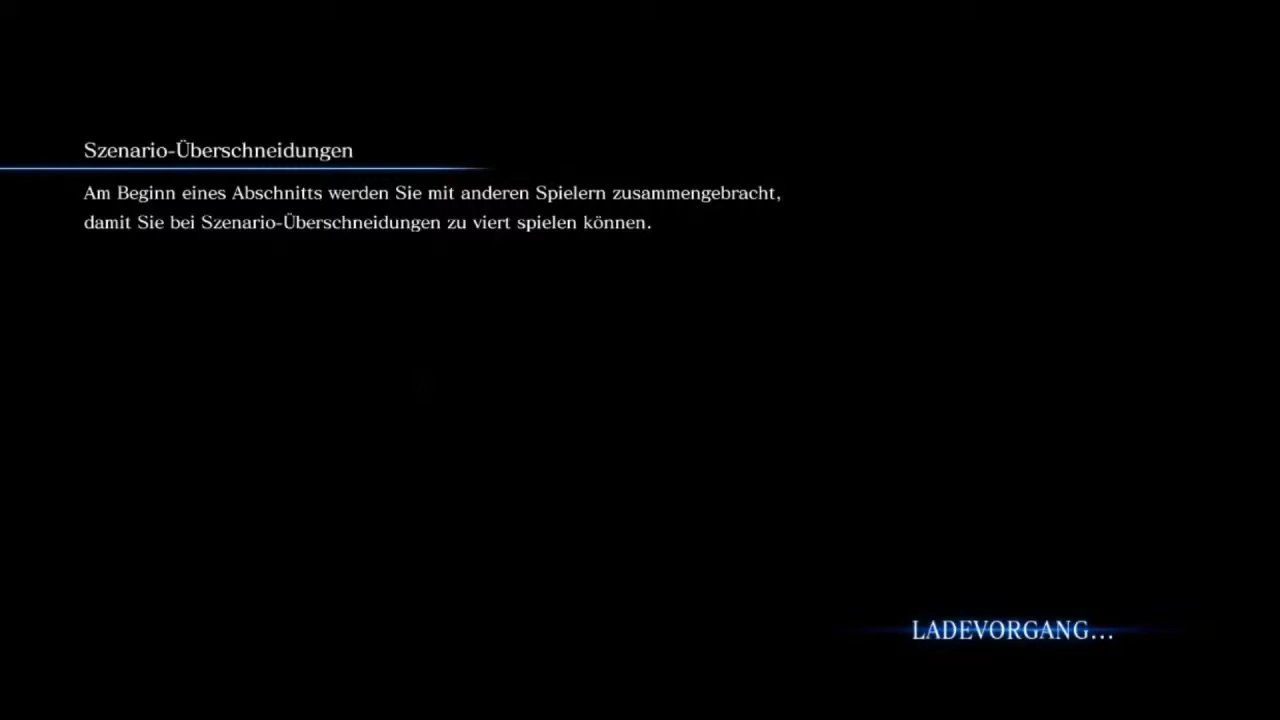 Szenario-Überschneidungen
Am Beginn eines Abschnitts werden Sie mit anderen Spielern zusammengebracht,
damit Sie bei Szenario-Überschneidungen zu viert spielen können.
LADEVORGANG...